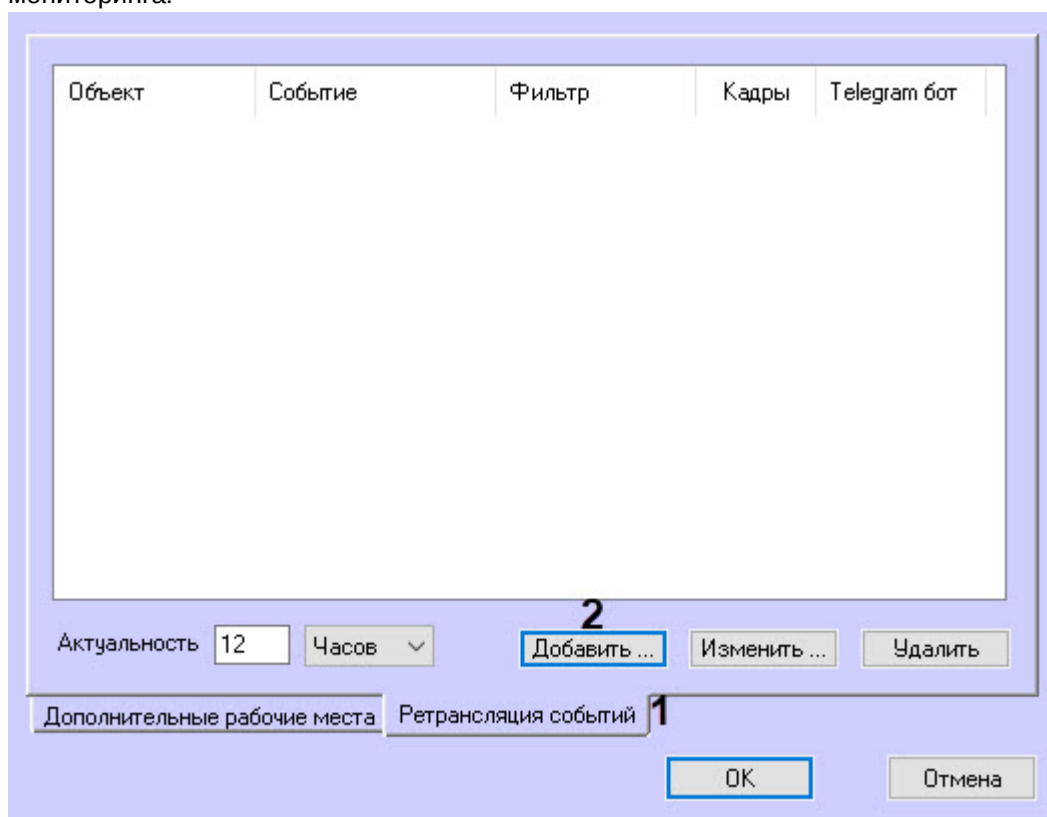 мониторинга.
Объект Событие Фильтр Кадры Telegram бот
2
Актуальность 12 Часов Добавить ... Изменить ... Удалить
Дополнительные рабочие места Ретрансляция событий 1
OK Отмена